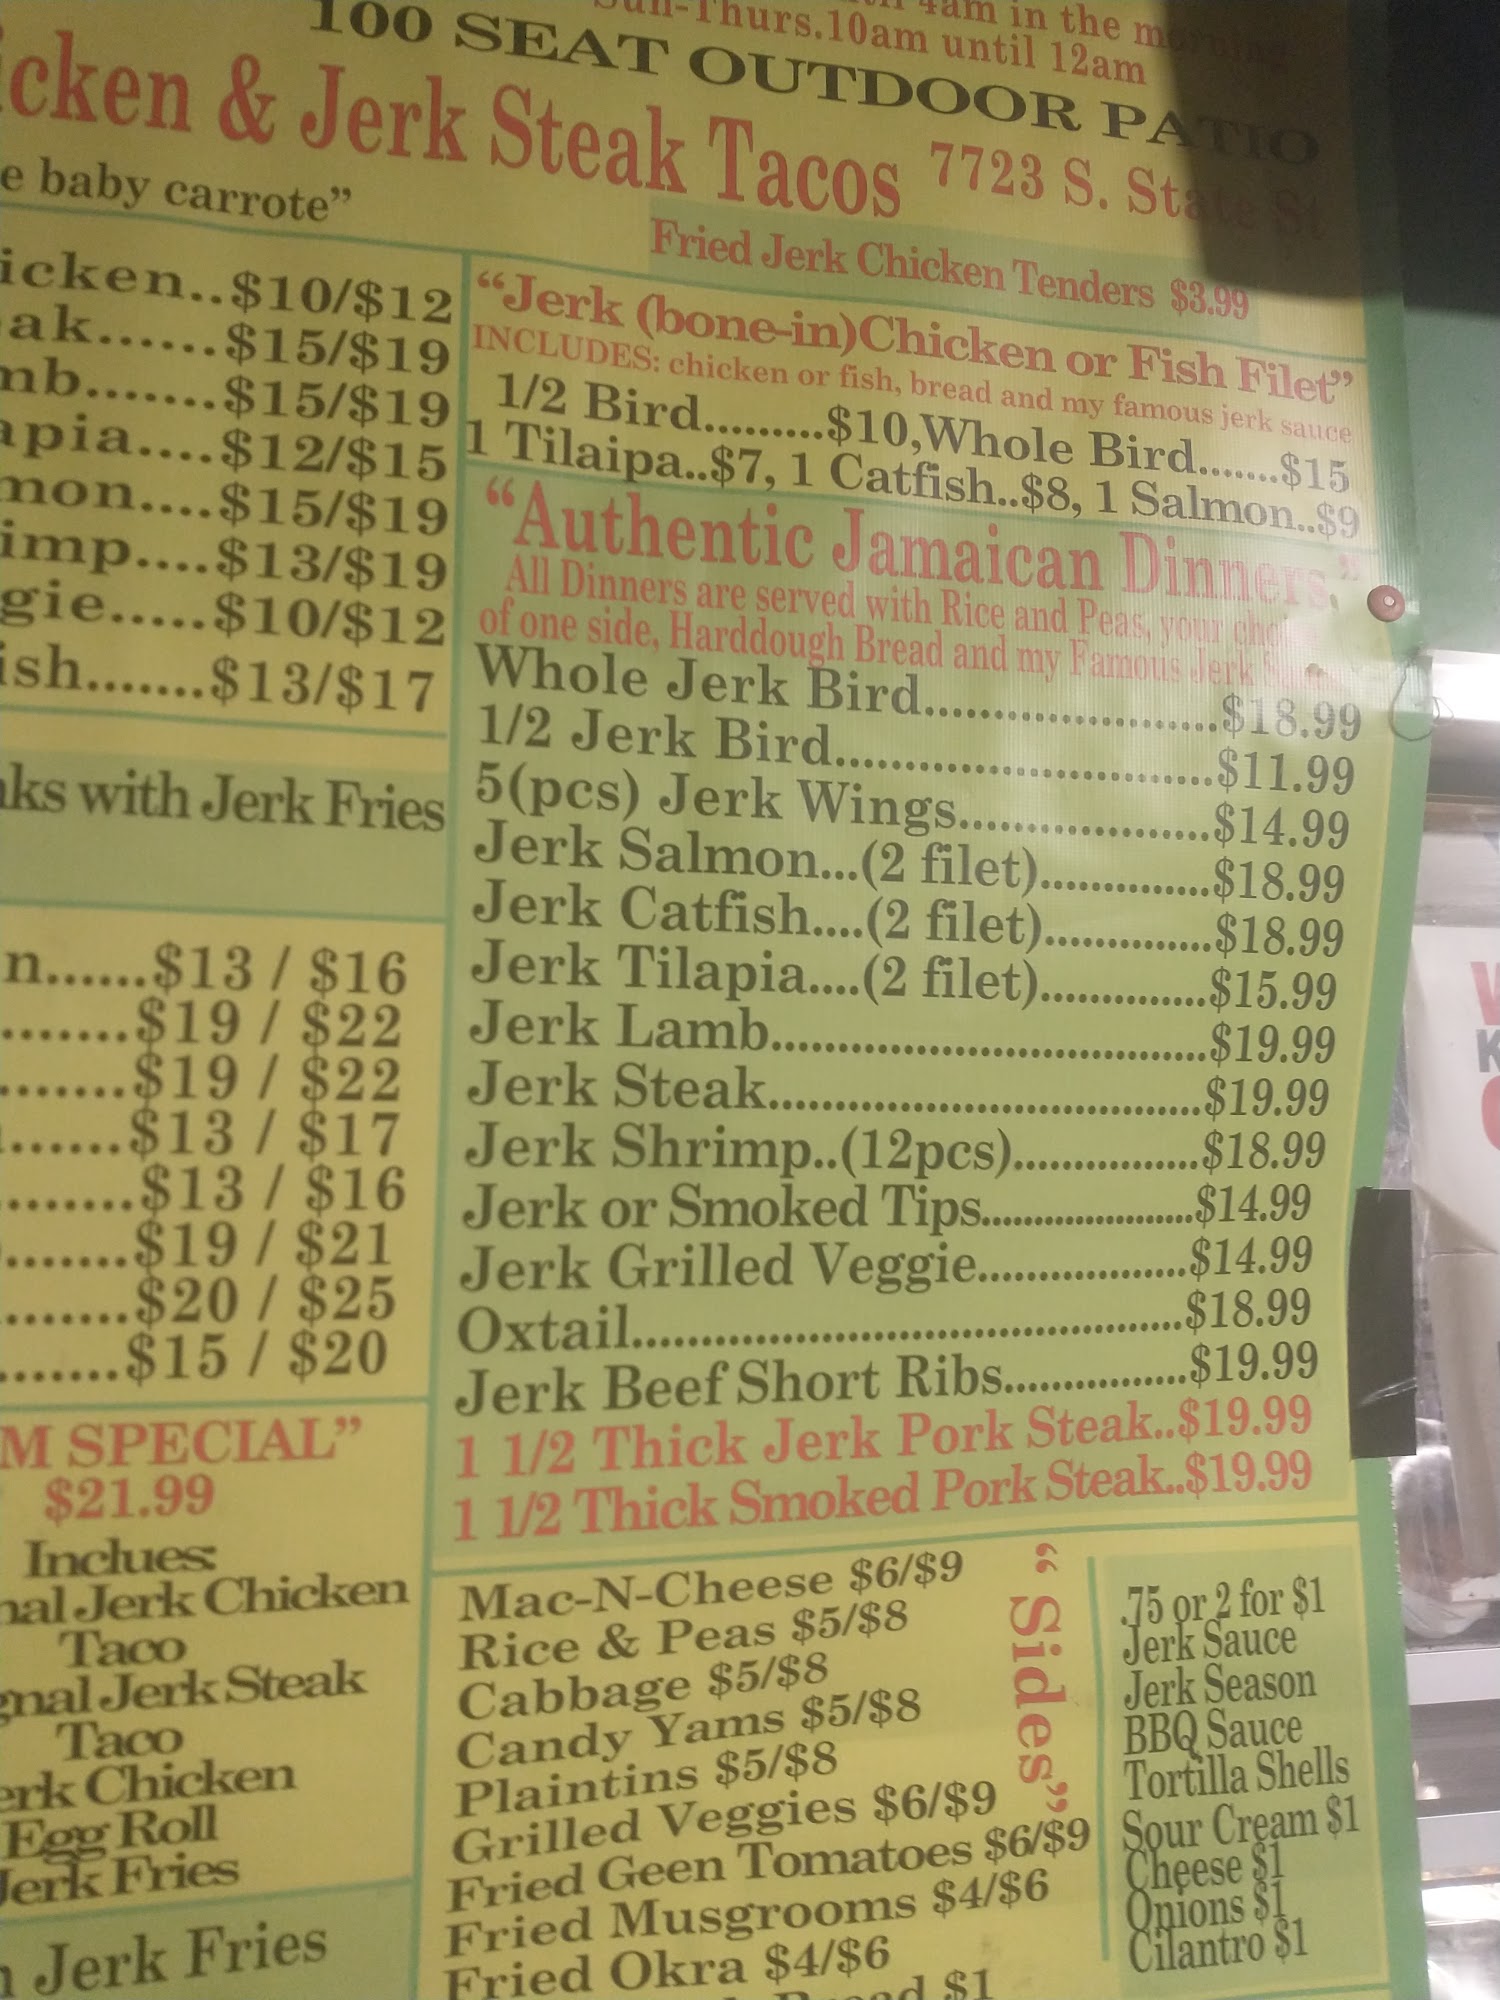 4am in the
Sun-Thurs.10am until 12am
100 SEAT OUTDOOR PATIO
& Jerk Steak Tacos 7723 S. State St
baby carrote”
Fried Jerk Chicken Tenders $3.99
$10/$12
$15/$19
$15/$19
$12/$15
$15/$19
$13/$19
$10/$12
$13/$17
with Jerk Fries
“Jerk (bone-in)Chicken or Fish Filet”
INCLUDES: chicken or fish, bread and my famous jerk sauce
1/2 Bird.........$10,Whole Bird.......$15
1 Tilaipa..$7, 1 Catfish..$8, 1 Salmon..$9
“Authentic Jamaican Dinners,”
All Dinners are served with Rice and Peas, your
of one side, Harddough Bread and my Famous Jerk
Whole Jerk Bird......................$18.99
1/2 Jerk Bird.............................$11.99
5(pcs) Jerk Wings...................$14.99
Jerk Salmon...(2 filet).............$18.99
Jerk Catfish....(2 filet).............$18.99
Jerk Tilapia....(2 filet).............$15.99
Jerk Lamb.................................$19.99
Jerk Steak.................................$19.99
Jerk Shrimp..(12pcs)..............$18.99
Jerk or Smoked Tips......................$14.99
Jerk Grilled Veggie...................$14.99
Oxtail..........................................$18.99
Jerk Beef Short Ribs................$19.99
1 1/2 Thick Jerk Pork Steak..$19.99
1 1/2 Thick Smoked Pork Steak..$19.99
$13 / $16
$19 / $22
$19 / $22
$13 / $17
$13 / $16
$19 / $21
$20 / $25
$15 / $20
SPECIAL”
$21.99
Inclues:
Jerk Chicken
Taco
Jerk Steak
Taco
Chicken
Egg Roll
Jerk Fries
Jerk Fries
“Sides”
Mac-N-Cheese $6/$9
Rice & Peas $5/$8
Cabbage $5/$8
Candy Yams $5/$8
Plaintins $5/$8
Grilled Veggies $6/$9
Fried Geen Tomatoes $6/$9
Fried Musgrooms $4/$6
Fried Okra $4/$6
$1
.75 or 2 for $1
Jerk Sauce
Jerk Season
BBQ Sauce
Tortilla Shells
Sour Cream $1
Cheese $1
Onions $1
Cilantro $1